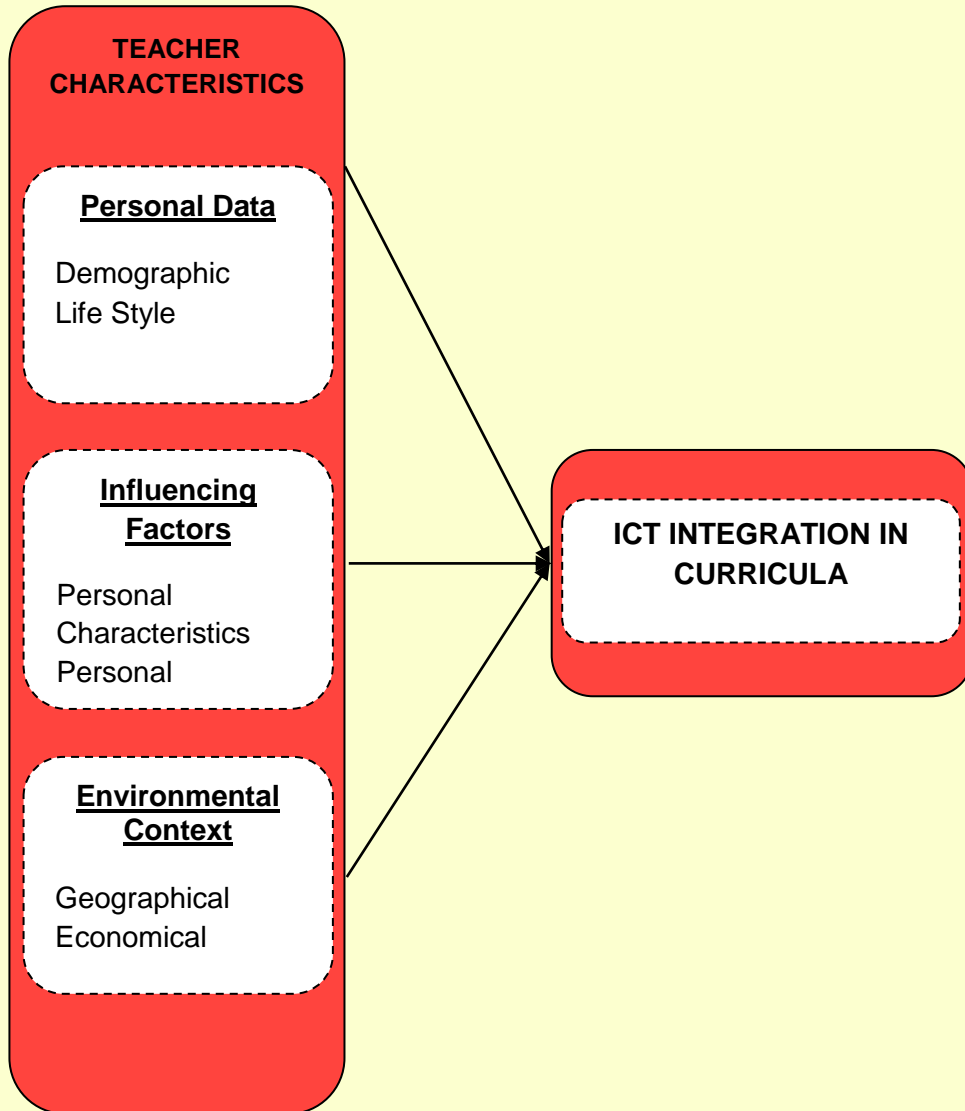 TEACHER
CHARACTERISTICS
Personal Data
Demographic
Life Style
Influencing
Factors
Personal
Characteristics
Personal
Environmental
Context
Geographical
Economical
ICT INTEGRATION IN
CURRICULA